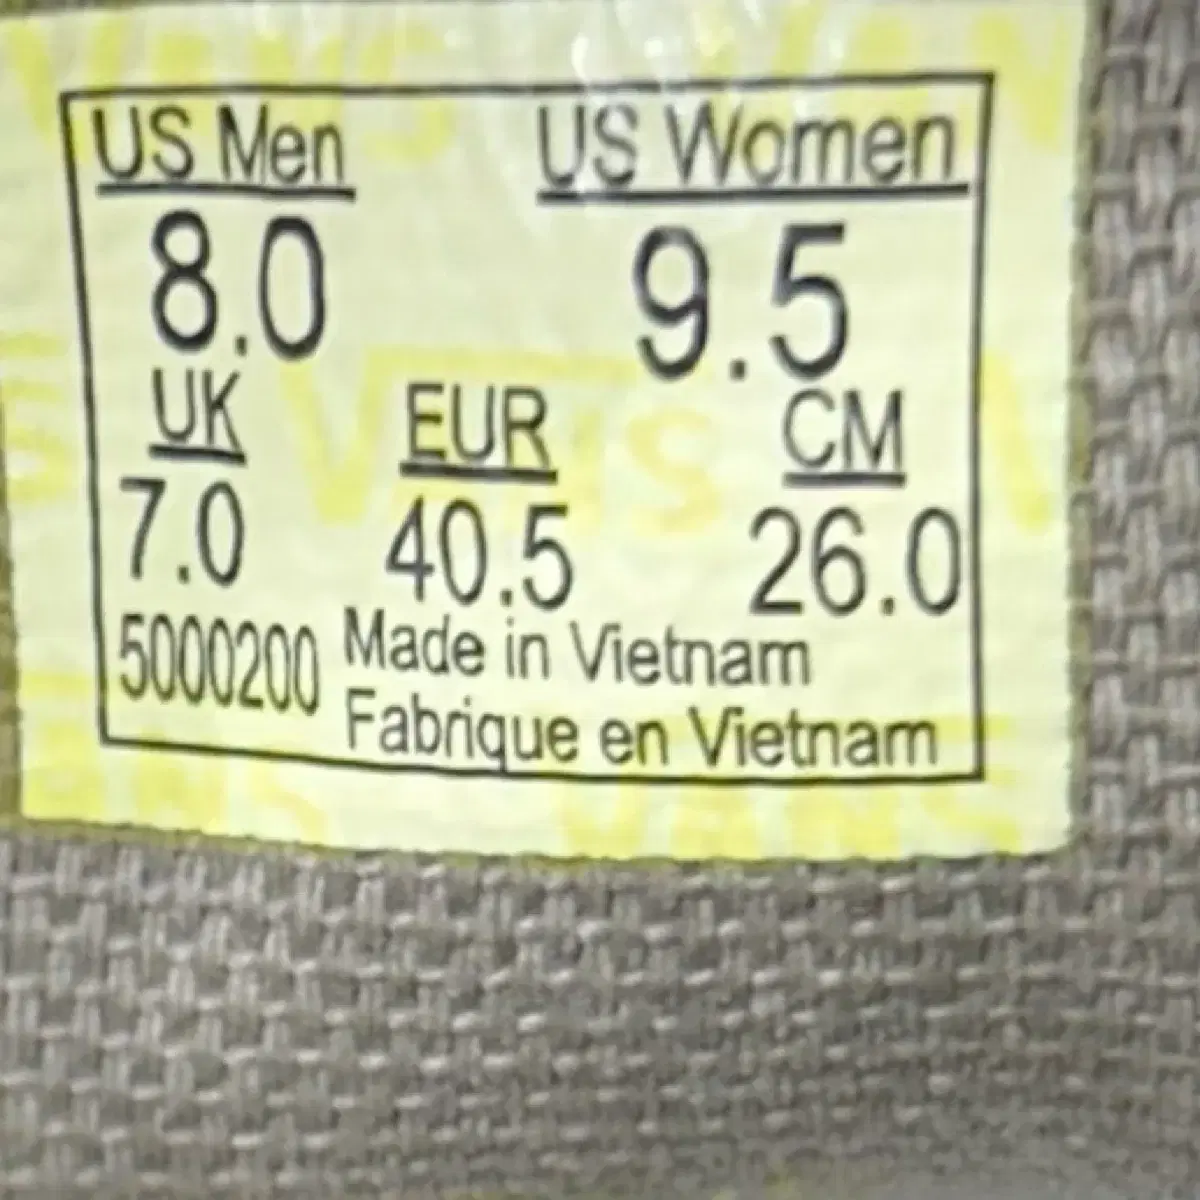 US Men US Women
8.0 9.5
UK EUR CM
7.0 40.5 26.0
5000200 Made in Vietnam
Fabrique en Vietnam
VANS